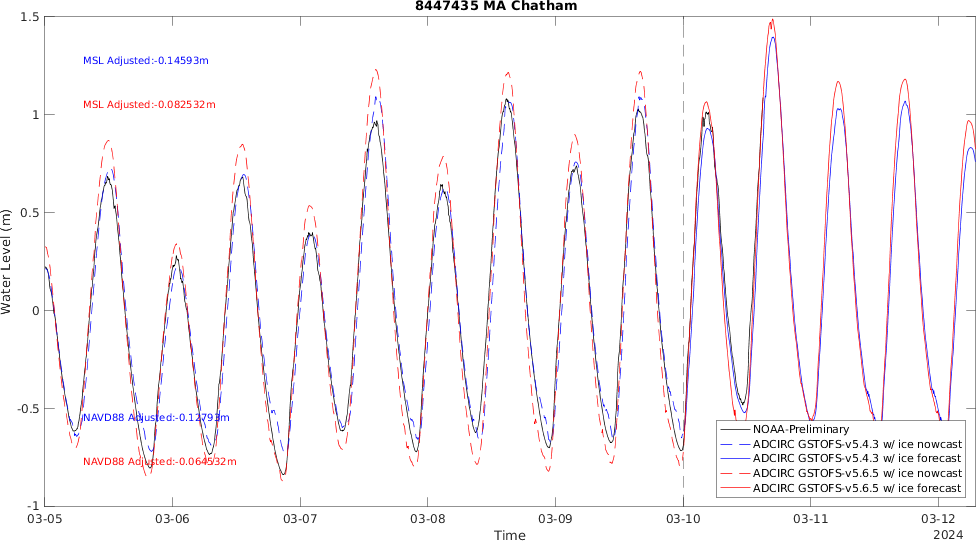 8447435 MA Chatham
1.5
MSL Adjusted:-0.14593m
MSL Adjusted:-0.082532m
1
0.5
Water Level (m)
0
-0.5
NAVD88 Adjusted:-0.12793m
NAVD88 Adjusted:-0.064532m
-1
NOAA-Preliminary
ADCIRC GSTOFS-v5.4.3 w/ ice nowcast
ADCIRC GSTOFS-v5.4.3 w/ ice forecast
ADCIRC GSTOFS-v5.6.5 w/ ice nowcast
ADCIRC GSTOFS-v5.6.5 w/ ice forecast
03-05 03-06 03-07 03-08 03-09 03-10 03-11 03-12
Time
2024